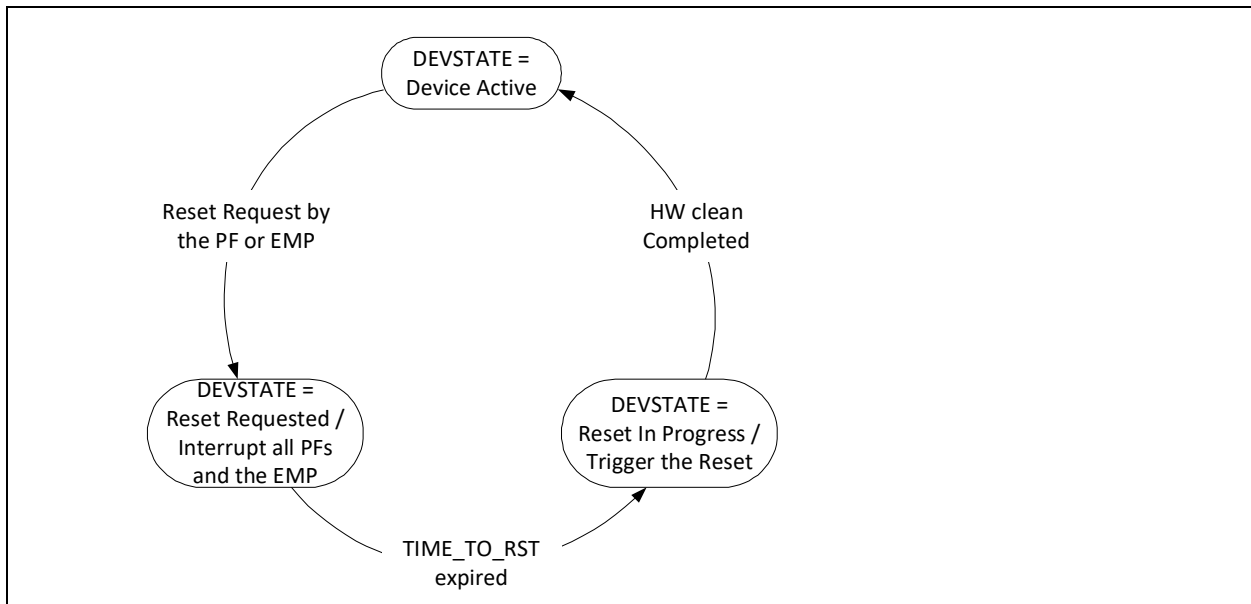 DEVSTATE =
Device Active
Reset Request by
the PF or EMP
HW clean
Completed
DEVSTATE =
Reset Requested /
Interrupt all PFs
and the EMP
DEVSTATE =
Reset In Progress /
Trigger the Reset
TIME_TO_RST
expired